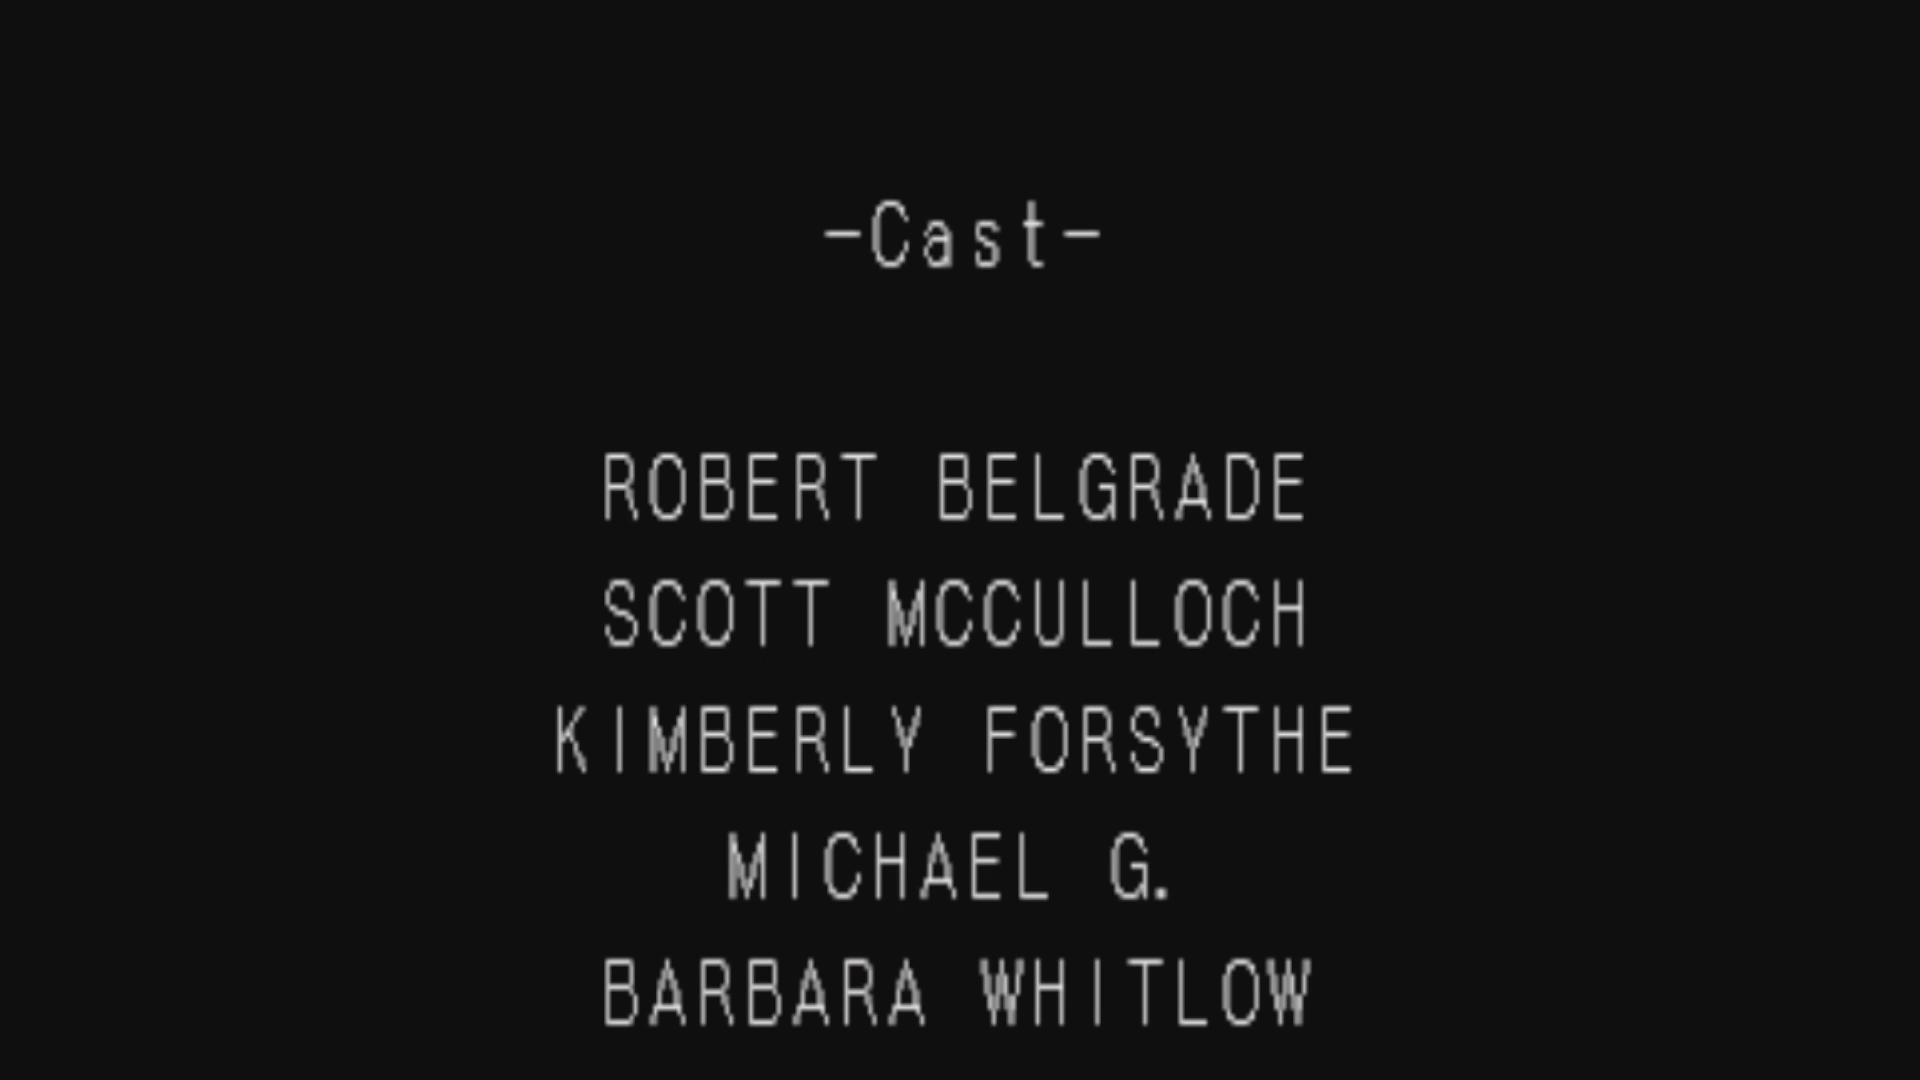 -Cast-
ROBERT BELGRADE
SCOTT MCCULLOCH
KIMBERLY FORSYTHE
MICHAEL G.
BARBARA WHITLOW